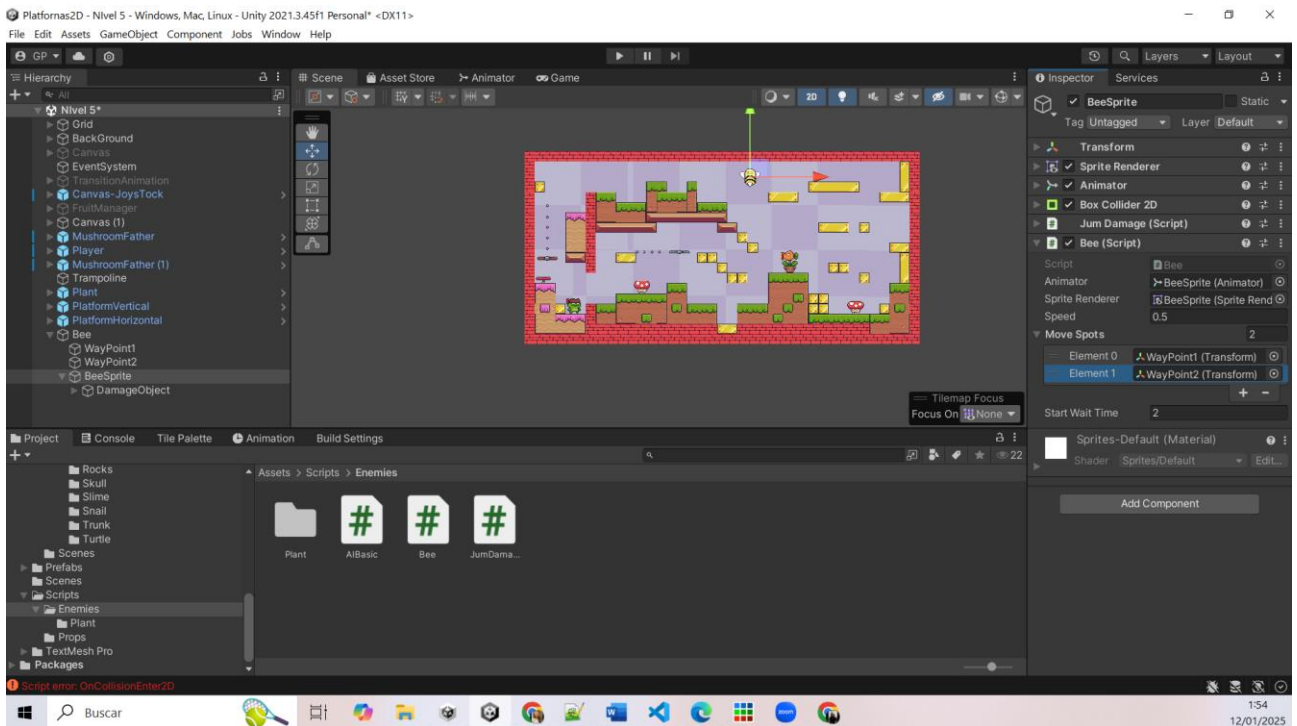 Platfornas2D - NIvel 5 - Windows, Mac, Linux - Unity 2021.3.45f1 Personal* <DX11>
File Edit Assets GameObject Component Jobs Window Help
GP Layers Layout
Hierarchy
All
NIvel 5*
Grid
BackGround
Canvas
EventSystem
TransitionAnimation
Canvas-JoysTock
FruitManager
Canvas (1)
MushroomFather
Player
MushroomFather (1)
Trampoline
Plant
PlatformVertical
PlatformHorizontal
Bee
WayPoint1
WayPoint2
BeeSprite
DamageObject
Scene Asset Store Animator Game
2D
Tilemap Focus
Focus On None
Inspector Services
BeeSprite Static
Tag Untagged Layer Default
Transform
Sprite Renderer
Animator
Box Collider 2D
Jum Damage (Script)
Bee (Script)
Script Bee
Animator BeeSprite (Animator)
Sprite Renderer BeeSprite (Sprite Rend
Speed 0.5
Move Spots 2
Element 0 WayPoint1 (Transform)
Element 1 WayPoint2 (Transform)
+ -
Start Wait Time 2
Sprites-Default (Material)
Shader Sprites/Default Edit...
Add Component
Project Console Tile Palette Animation Build Settings
22
Rocks
Skull
Slime
Snail
Trunk
Turtle
Scenes
Prefabs
Scenes
Scripts
Enemies
Plant
Props
TextMesh Pro
Packages
Assets > Scripts > Enemies
# # #
Plant AIBasic Bee JumDama...
Script error: OnCollisionEnter2D
Buscar
zoom
1:54
12/01/2025